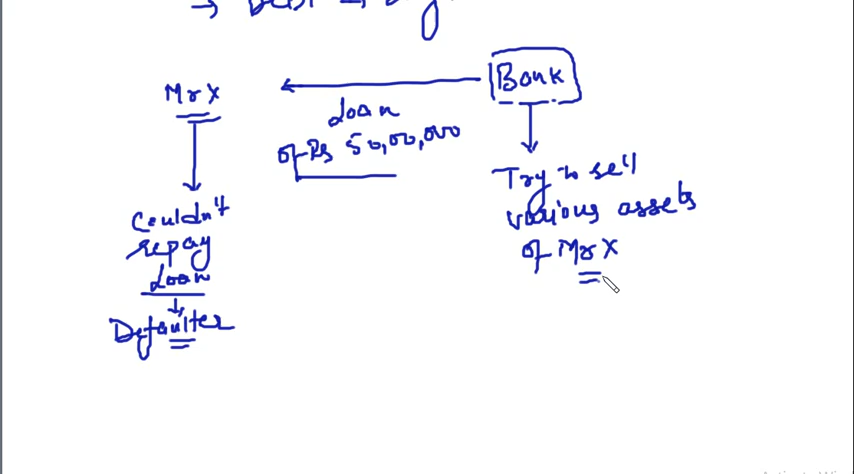 → Debt
Bank
Mr X
Loan
of Rs 50,00,000
Try to sell
various assets
of Mr X
Couldn't
repay
Loan
Defaulter